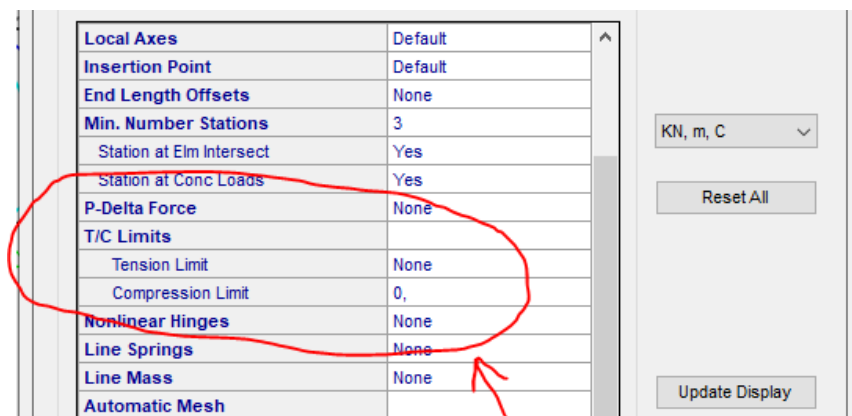 Local Axes Default
Insertion Point Default
End Length Offsets None
Min. Number Stations 3
Station at Elm Intersect Yes
Station at Conc Loads Yes
P-Delta Force None
T/C Limits
Tension Limit None
Compression Limit 0,
Nonlinear Hinges None
Line Springs None
Line Mass None
Automatic Mesh
KN, m, C
Reset All
Update Display